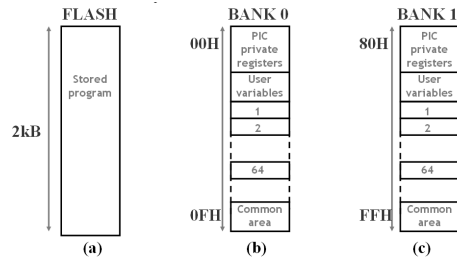 FLASH
Stored
program
2kB
(a)
BANK 0
00H
PIC
private
registers
User
variables
1
2
64
0FH
Common
area
(b)
BANK 1
80H
PIC
private
registers
User
variables
1
2
64
FFH
Common
area
(c)